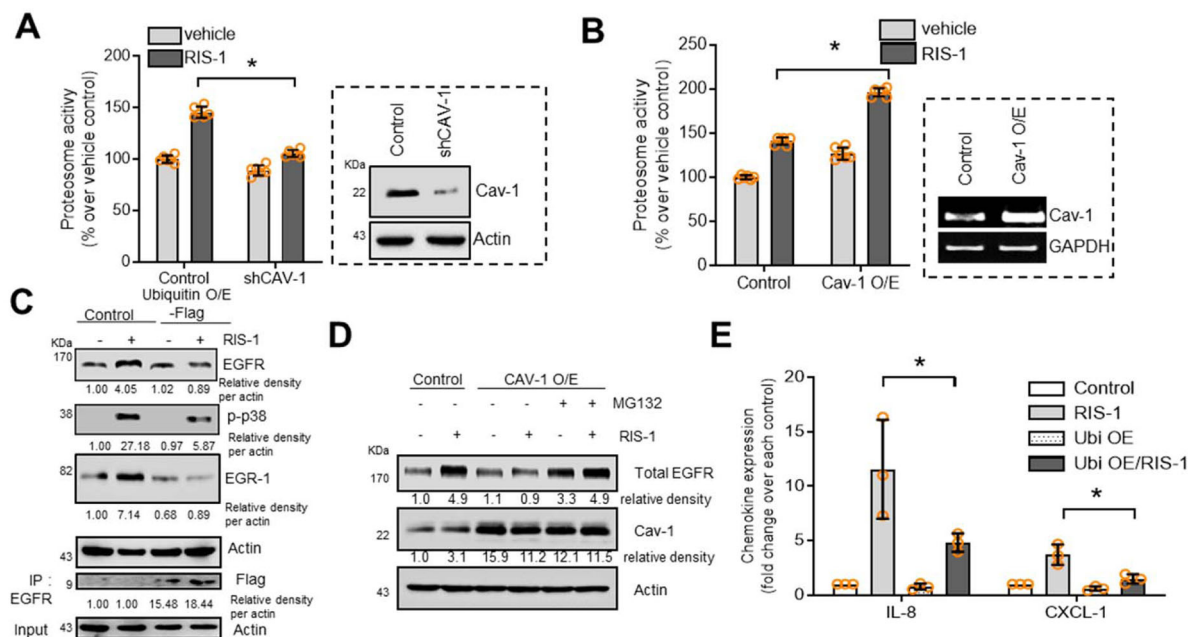 A
vehicle
RIS-1
Proteosome acitivy
(% over vehicle control)
200
150
100
50
0
*
Control
shCAV-1
Control
shCAV-1
KDa
22
Cav-1
43
Actin
B
vehicle
RIS-1
Proteosome activity
(% over vehicle control)
250
200
150
100
50
0
*
Control
Cav-1 O/E
Control
Cav-1 O/E
Cav-1
GAPDH
C
Ubiquitin O/E
Control
-Flag
KDa
- + - + RIS-1
170
EGFR
1.00 4.05 1.02 0.89
Relative density
per actin
38
p-p38
1.00 27.18 0.97 5.87
Relative density
per actin
82
EGR-1
1.00 7.14 0.68 0.89
Relative density
per actin
43
Actin
IP :
EGFR
9
Flag
1.00 1.00 15.48 18.44
Relative density
per actin
Input 43
Actin
D
Control CAV-1 O/E
- - - - + + MG132
- + - + - + RIS-1
KDa
170
Total EGFR
1.0 4.9 1.1 0.9 3.3 4.9 relative density
22
Cav-1
1.0 3.1 15.9 11.2 12.1 11.5 relative density
43
Actin
E
Chemokine expression
(fold change over each control)
20
15
10
5
0
*
*
Control
RIS-1
Ubi OE
Ubi OE/RIS-1
IL-8
CXCL-1